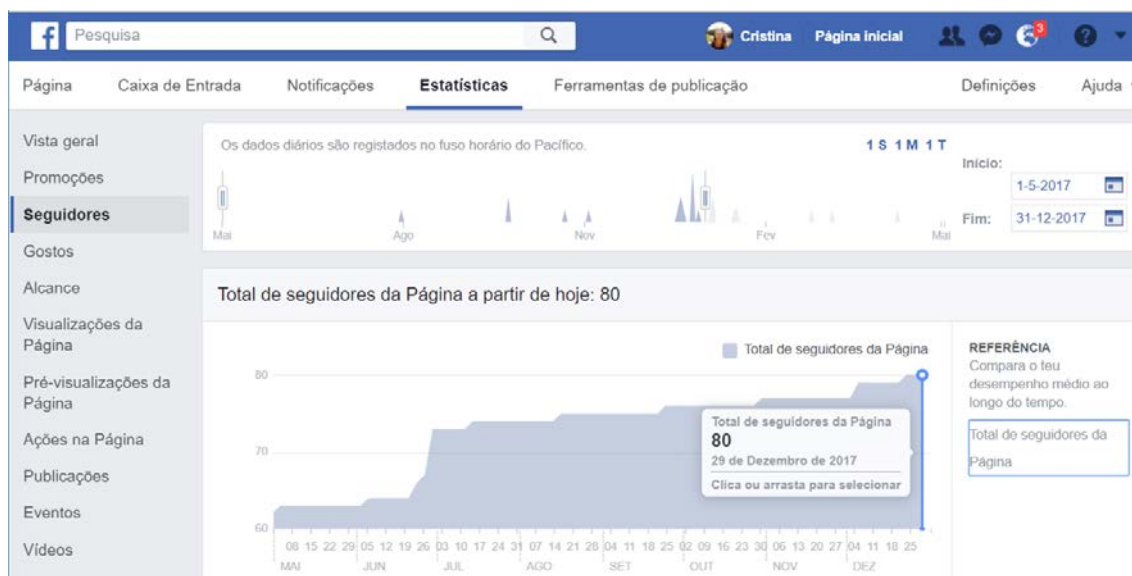 f Pesquisa Cristina Página inicial 3 ?
Página Caixa de Entrada Notificações Estatísticas Ferramentas de publicação Definições Ajuda
Vista geral
Promoções
Seguidores
Gostos
Alcance
Visualizações da
Página
Pré-visualizações da
Página
Ações na Página
Publicações
Eventos
Vídeos
Os dados diários são registados no fuso horário do Pacífico. 1 S 1 M 1 T
Mai Ago Nov Fev Mai
Início:
1-5-2017
Fim: 31-12-2017
Total de seguidores da Página a partir de hoje: 80
Total de seguidores da Página
80
70
60
Total de seguidores da Página
80
29 de Dezembro de 2017
Clica ou arrasta para selecionar
08 15 22 29 05 12 19 26 03 10 17 24 31 07 14 21 28 04 11 18 25 02 09 16 23 30 06 13 20 27 04 11 18 25
MAI JUN JUL AGO SET OUT NOV DEZ
REFERÊNCIA
Compara o teu
desempenho médio ao
longo do tempo.
Total de seguidores da
Página